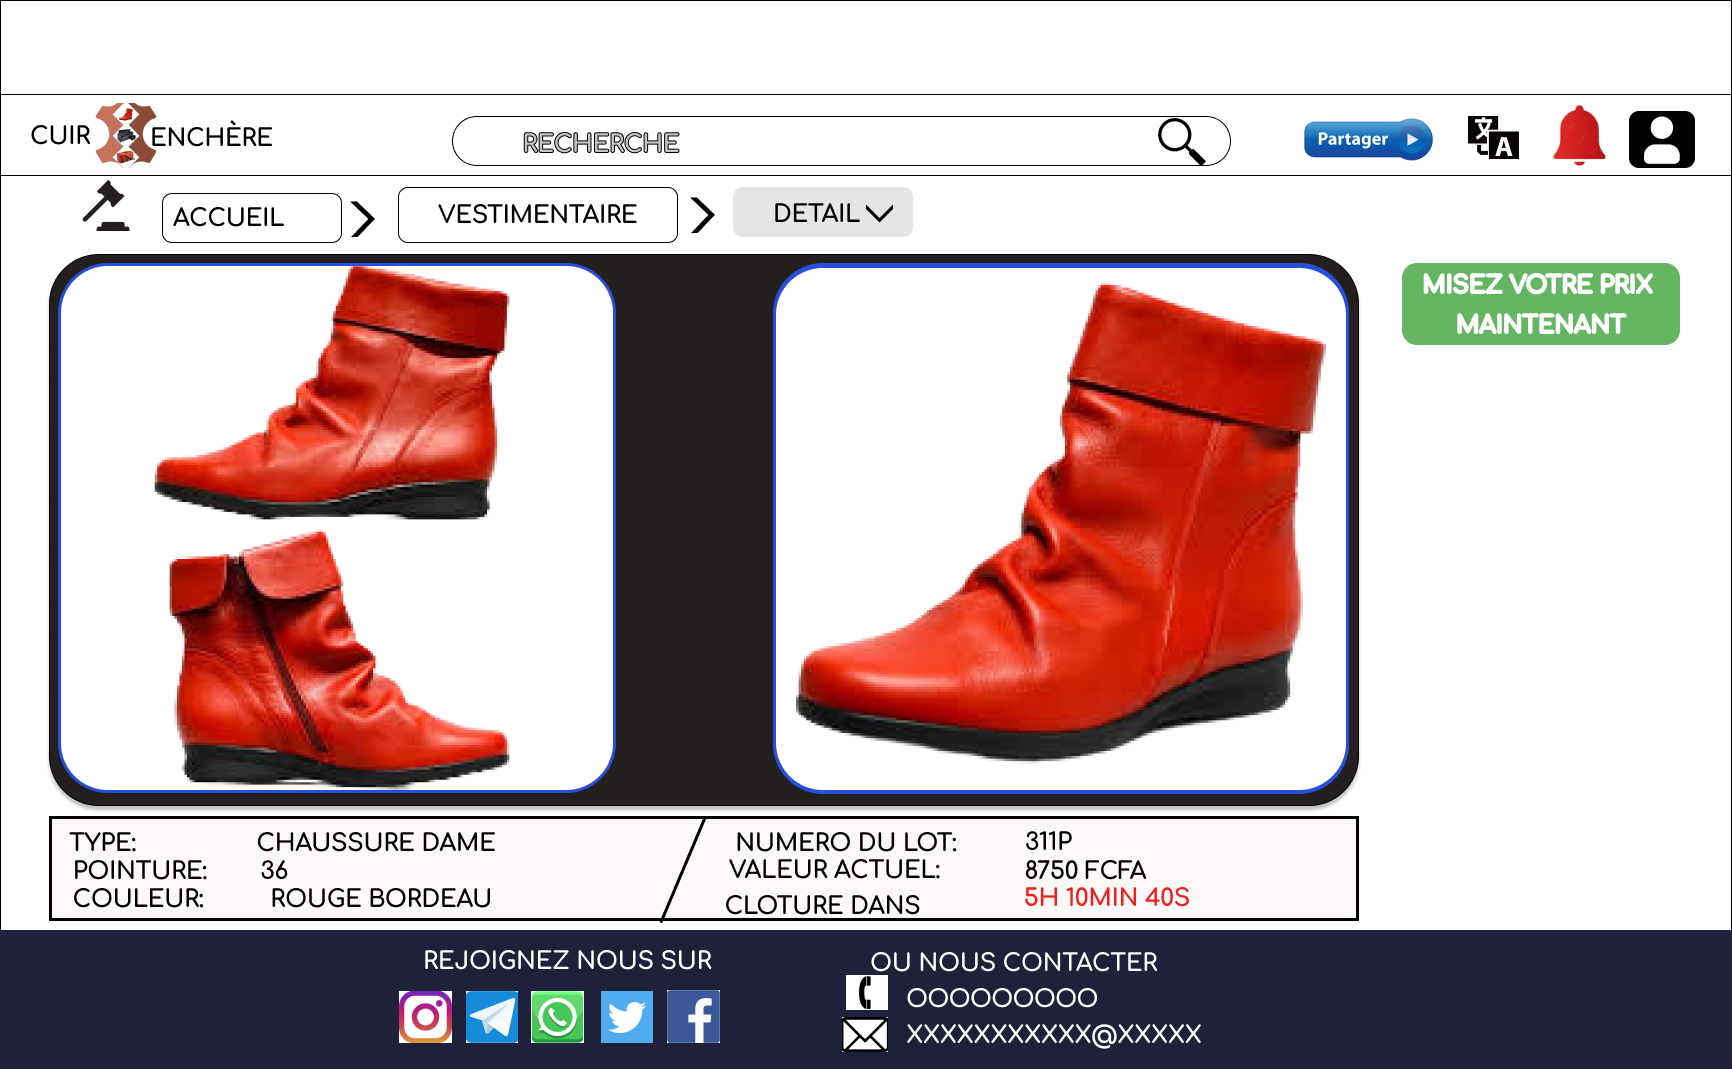 CUIR ENCHÈRE
RECHERCHE
Partager
文 A
ACCUEIL
VESTIMENTAIRE
DETAIL
MISEZ VOTRE PRIX
MAINTENANT
TYPE: CHAUSSURE DAME
POINTURE: 36
COULEUR: ROUGE BORDEAU
NUMERO DU LOT: 311P
VALEUR ACTUEL: 8750 FCFA
CLOTURE DANS 5H 10MIN 40S
REJOIGNEZ NOUS SUR
OU NOUS CONTACTER
OOOOOOOOO
XXXXXXXXXXX@XXXXX